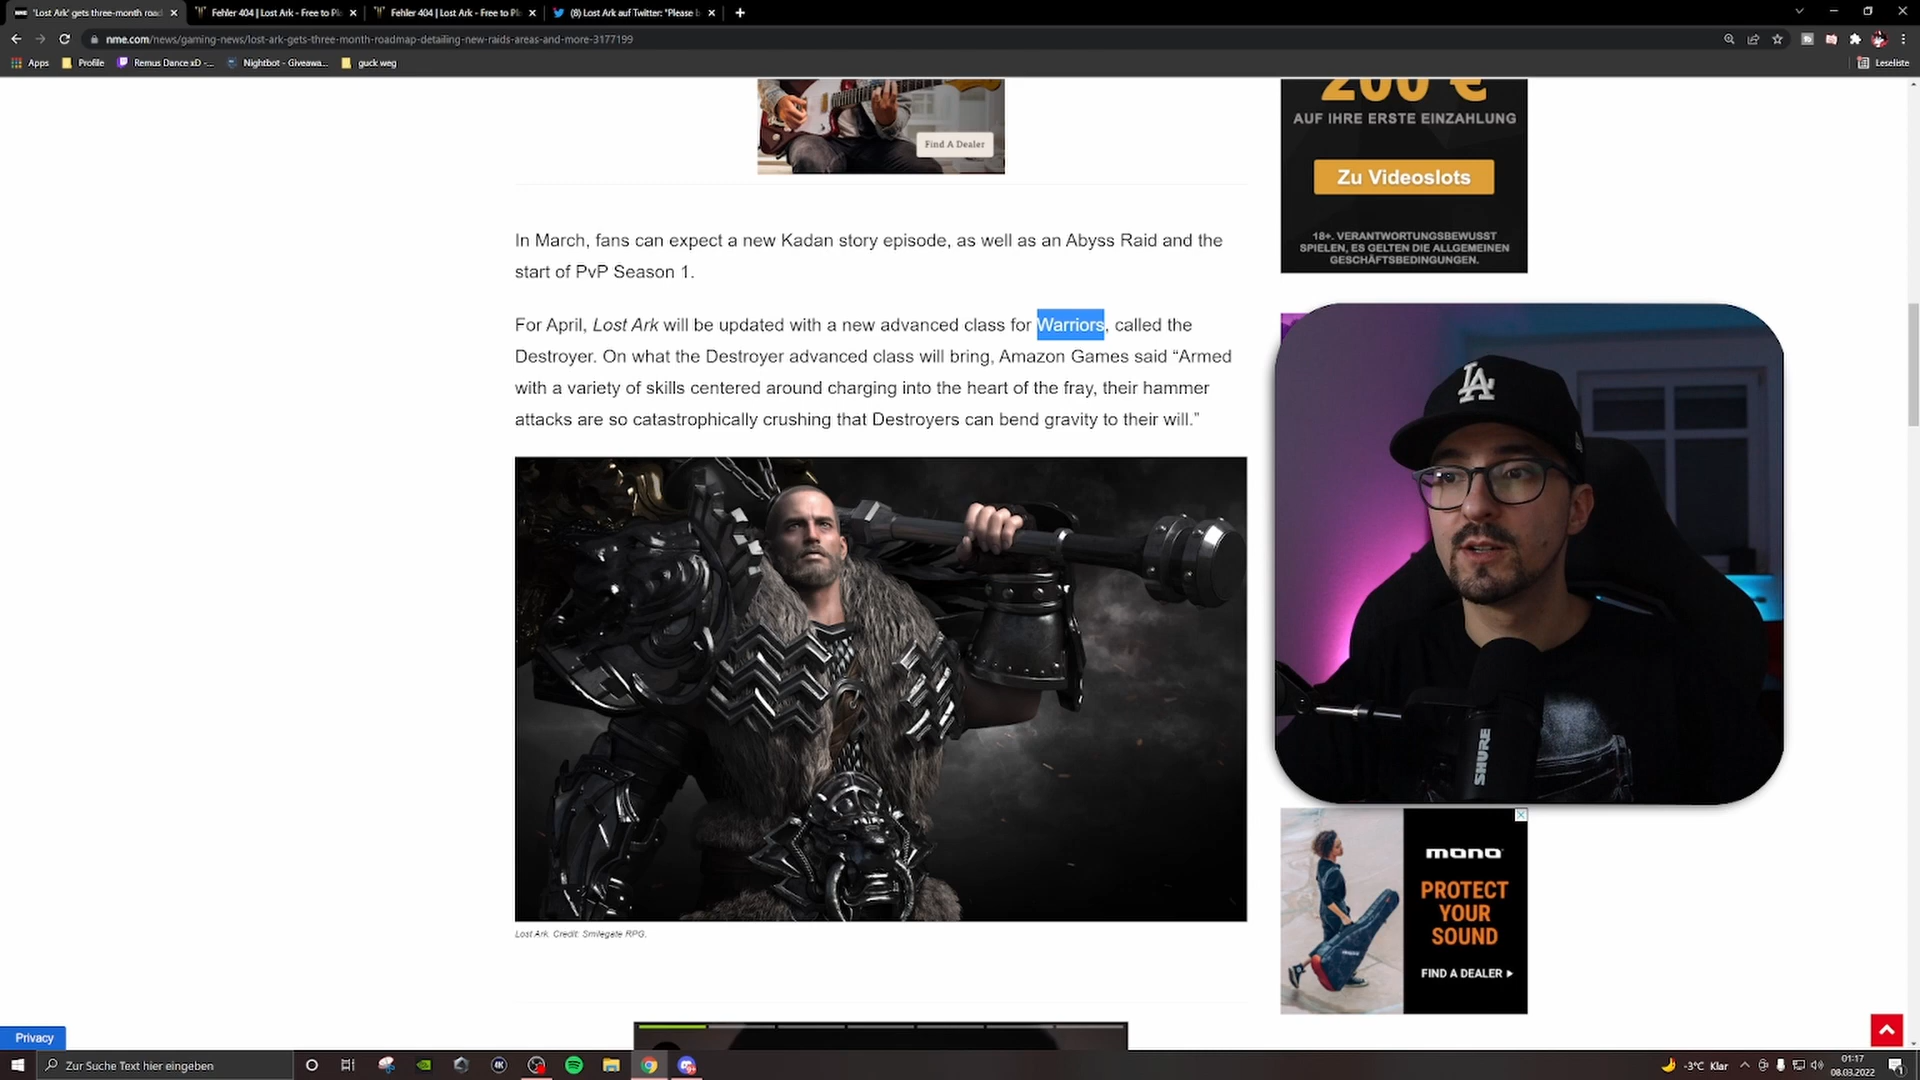 'Lost Ark' gets three-month road
Fehler 404 | Lost Ark - Free to Pl
Fehler 404 | Lost Ark - Free to Pl
(8) Lost Ark auf Twitter: "Please b
nme.com/news/gaming-news/lost-ark-gets-three-month-roadmap-detailing-new-raids-areas-and-more-3177199
Apps
Profile
Remus Dance xD -...
Nightbot - Giveawa...
guck weg
Leseliste
Find A Dealer
200 €
AUF IHRE ERSTE EINZAHLUNG
Zu Videoslots
18+. VERANTWORTUNGSBEWUSST
SPIELEN, ES GELTEN DIE ALLGEMEINEN
GESCHÄFTSBEDINGUNGEN.
In March, fans can expect a new Kadan story episode, as well as an Abyss Raid and the
start of PvP Season 1.
For April, Lost Ark will be updated with a new advanced class for Warriors, called the
Destroyer. On what the Destroyer advanced class will bring, Amazon Games said “Armed
with a variety of skills centered around charging into the heart of the fray, their hammer
attacks are so catastrophically crushing that Destroyers can bend gravity to their will.”
Lost Ark. Credit: Smilegate RPG.
LA
SHURE
mono
PROTECT
YOUR
SOUND
FIND A DEALER
Privacy
Zur Suche Text hier eingeben
-3°C Klar
01:17
08.03.2022